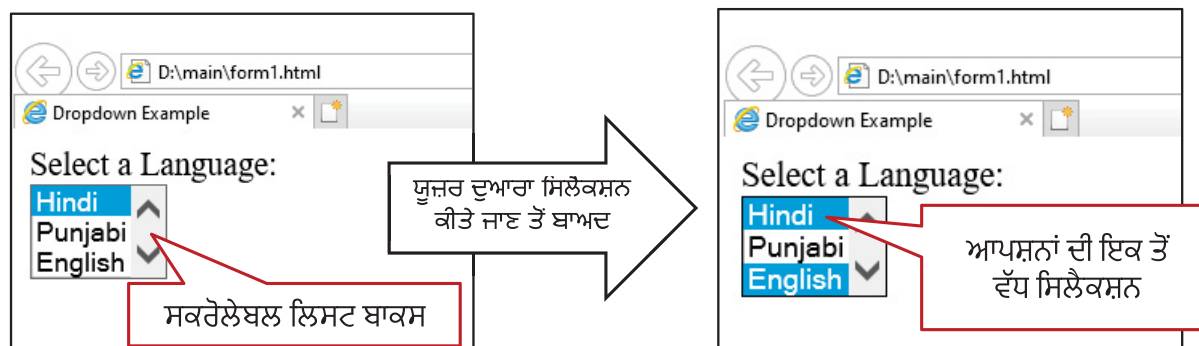 D:\main\form1.html
Dropdown Example
Select a Language:
Hindi
Punjabi
English
ਸਕਰੋਲੇਬਲ ਲਿਸਟ ਬਾਕਸ
ਯੂਜ਼ਰ ਦੁਆਰਾ ਸਿਲੈਕਸ਼ਨ
ਕੀਤੇ ਜਾਣ ਤੋਂ ਬਾਅਦ
D:\main\form1.html
Dropdown Example
Select a Language:
Hindi
Punjabi
English
ਆਪਸ਼ਨਾਂ ਦੀ ਇਕ ਤੋਂ
ਵੱਧ ਸਿਲੈਕਸ਼ਨ